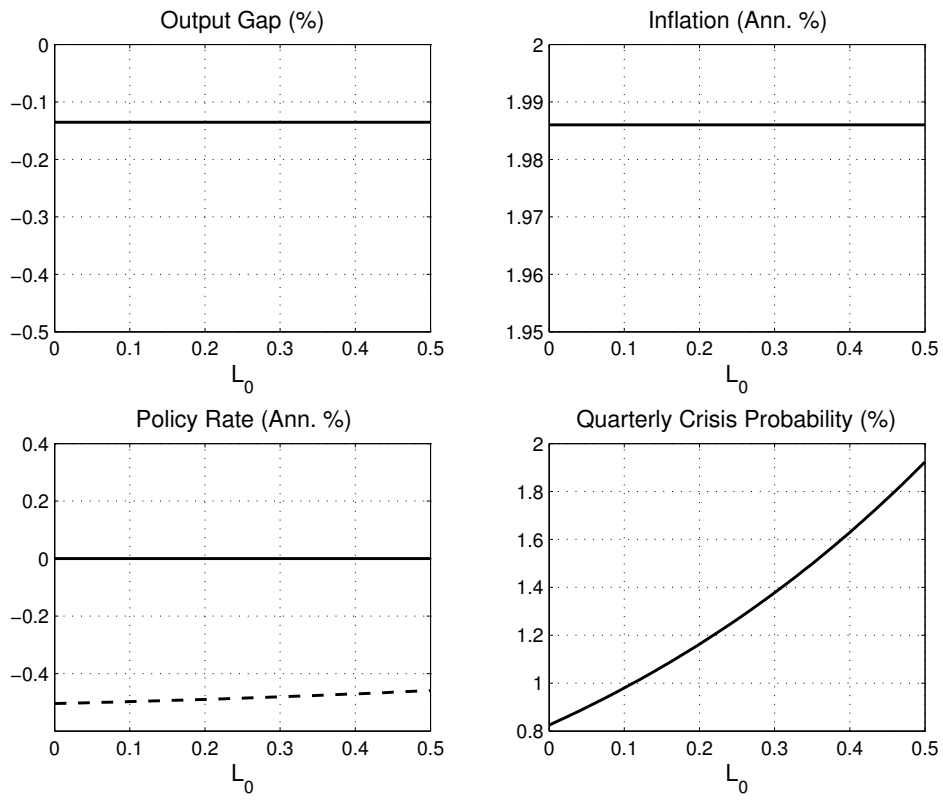 Output Gap (%)
0
−0.1
−0.2
−0.3
−0.4
−0.5
0 0.1 0.2 0.3 0.4 0.5
L0
Inflation (Ann. %)
2
1.99
1.98
1.97
1.96
1.95
0 0.1 0.2 0.3 0.4 0.5
L0
Policy Rate (Ann. %)
0.4
0.2
0
−0.2
−0.4
0 0.1 0.2 0.3 0.4 0.5
L0
Quarterly Crisis Probability (%)
2
1.8
1.6
1.4
1.2
1
0.8
0 0.1 0.2 0.3 0.4 0.5
L0